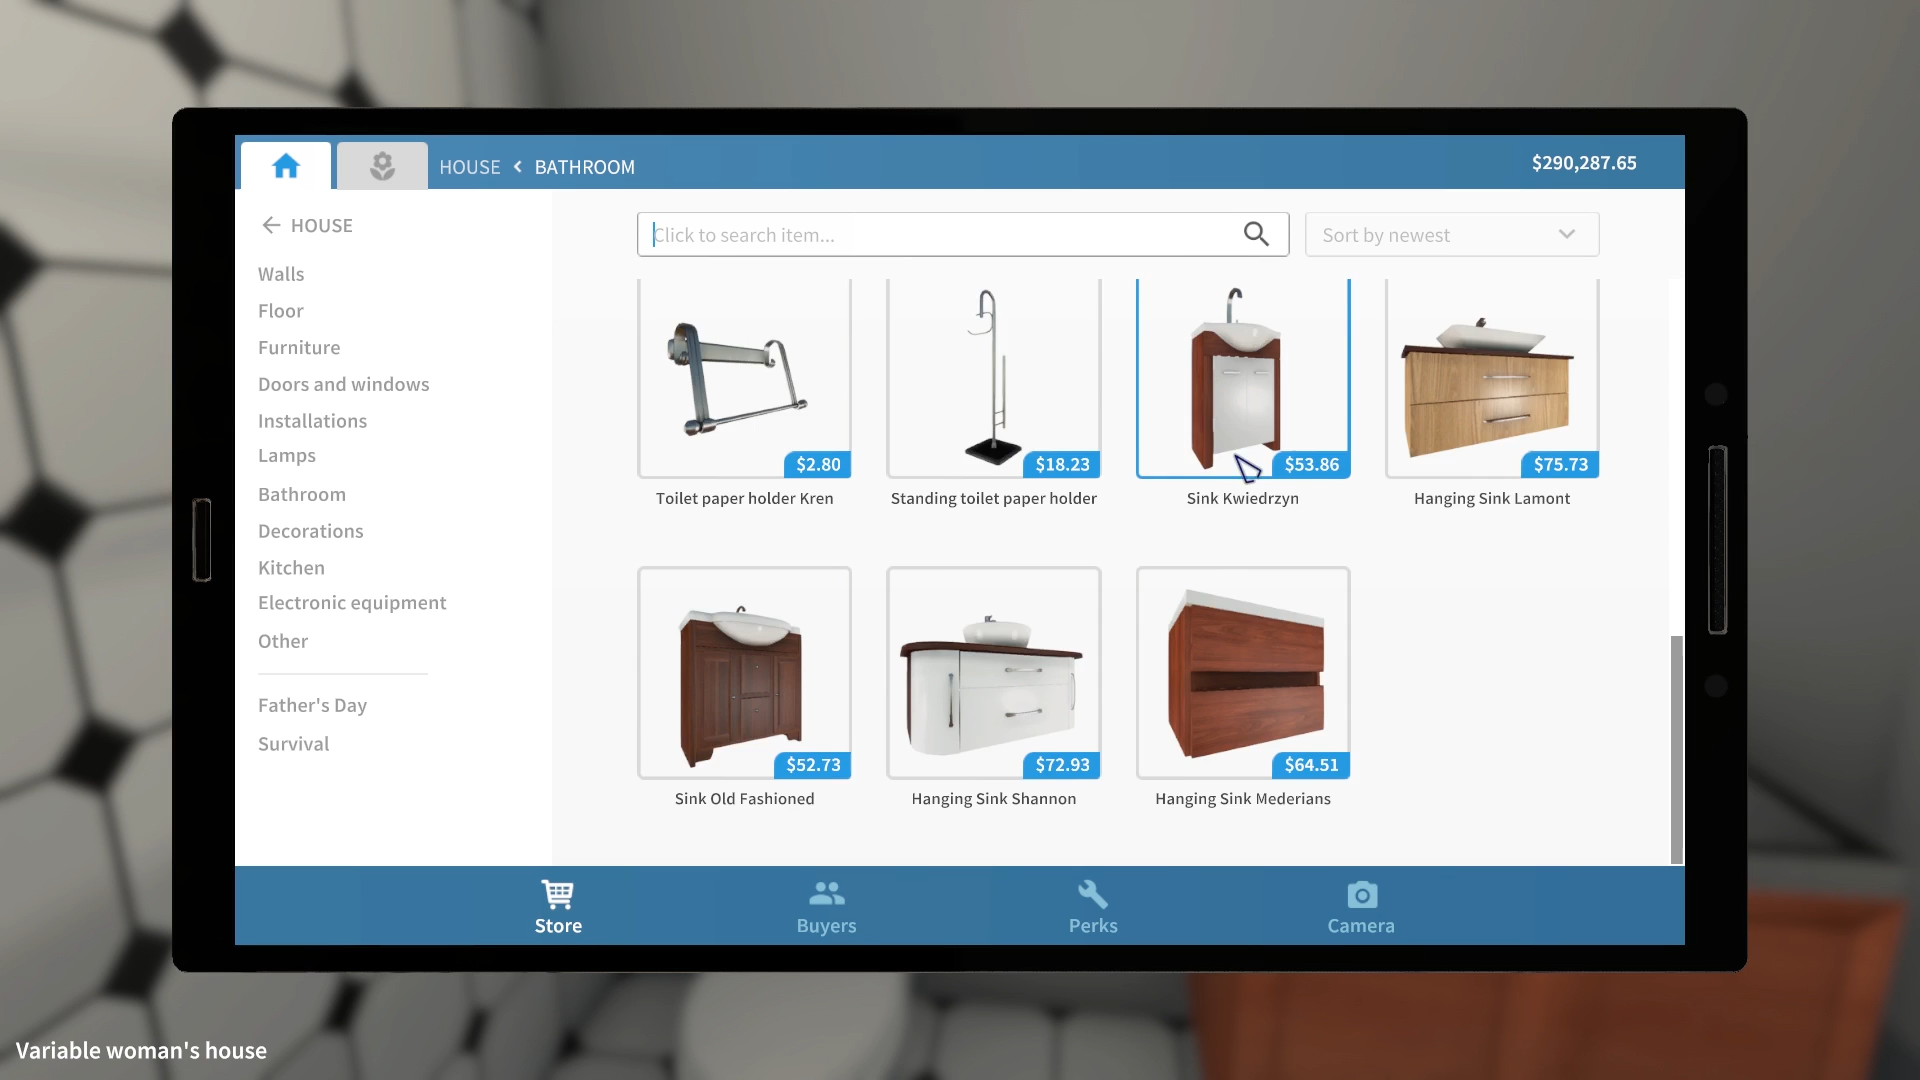 HOUSE < BATHROOM
$290,287.65
HOUSE
Click to search item...
Sort by newest
Walls
Floor
Furniture
Doors and windows
Installations
Lamps
Bathroom
Decorations
Kitchen
Electronic equipment
Other
Father's Day
Survival
$2.80
$18.23
$53.86
$75.73
Toilet paper holder Kren
Standing toilet paper holder
Sink Kwiedrzyn
Hanging Sink Lamont
$52.73
$72.93
$64.51
Sink Old Fashioned
Hanging Sink Shannon
Hanging Sink Mederians
Store
Buyers
Perks
Camera
Variable woman's house